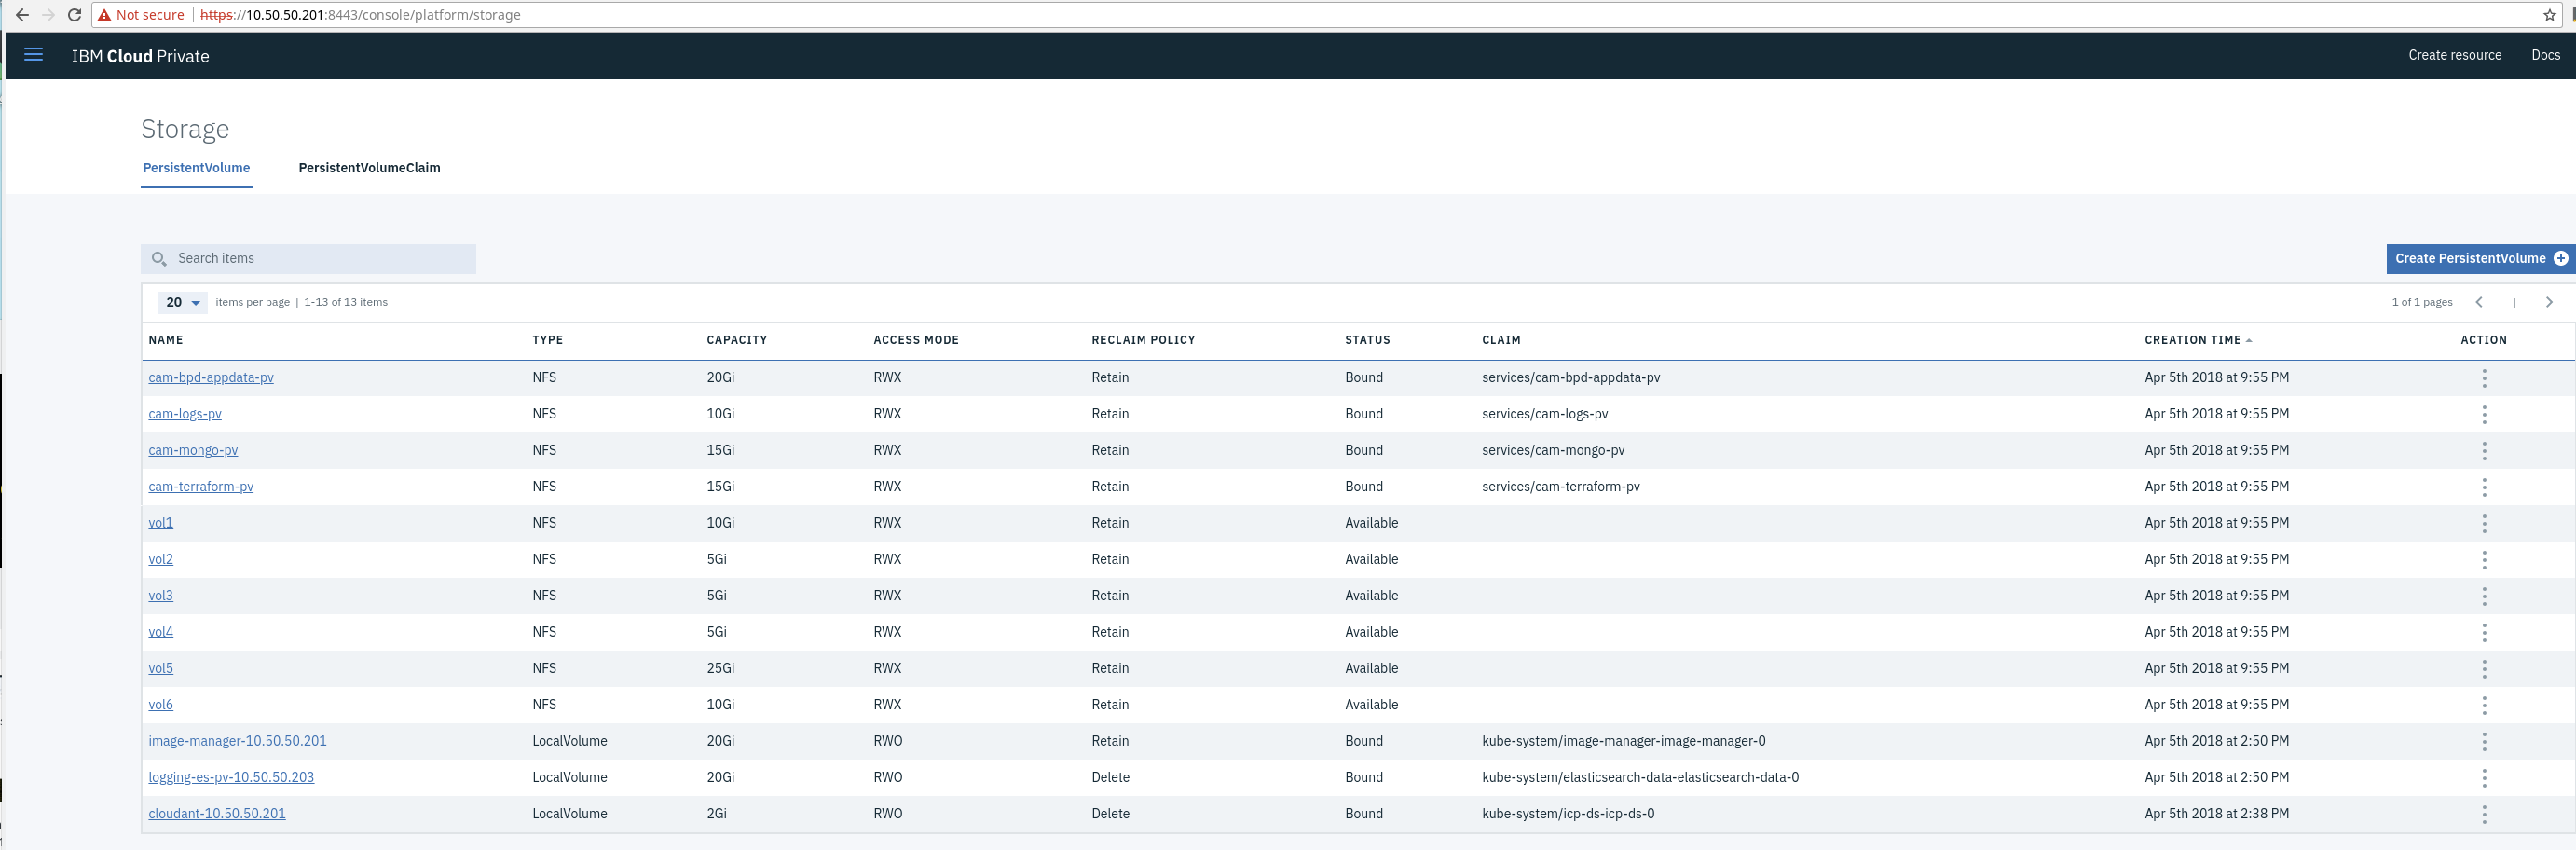 Not secure | https://10.50.50.201:8443/console/platform/storage
IBM Cloud Private Create resource Docs
Storage
PersistentVolume PersistentVolumeClaim
Search items Create PersistentVolume
20 items per page | 1-13 of 13 items 1 of 1 pages |
NAME TYPE CAPACITY ACCESS MODE RECLAIM POLICY STATUS CLAIM CREATION TIME ACTION
cam-bpd-appdata-pv NFS 20Gi RWX Retain Bound services/cam-bpd-appdata-pv Apr 5th 2018 at 9:55 PM
cam-logs-pv NFS 10Gi RWX Retain Bound services/cam-logs-pv Apr 5th 2018 at 9:55 PM
cam-mongo-pv NFS 15Gi RWX Retain Bound services/cam-mongo-pv Apr 5th 2018 at 9:55 PM
cam-terraform-pv NFS 15Gi RWX Retain Bound services/cam-terraform-pv Apr 5th 2018 at 9:55 PM
vol1 NFS 10Gi RWX Retain Available Apr 5th 2018 at 9:55 PM
vol2 NFS 5Gi RWX Retain Available Apr 5th 2018 at 9:55 PM
vol3 NFS 5Gi RWX Retain Available Apr 5th 2018 at 9:55 PM
vol4 NFS 5Gi RWX Retain Available Apr 5th 2018 at 9:55 PM
vol5 NFS 25Gi RWX Retain Available Apr 5th 2018 at 9:55 PM
vol6 NFS 10Gi RWX Retain Available Apr 5th 2018 at 9:55 PM
image-manager-10.50.50.201 LocalVolume 20Gi RWO Retain Bound kube-system/image-manager-image-manager-0 Apr 5th 2018 at 2:50 PM
logging-es-pv-10.50.50.203 LocalVolume 20Gi RWO Delete Bound kube-system/elasticsearch-data-elasticsearch-data-0 Apr 5th 2018 at 2:50 PM
cloudant-10.50.50.201 LocalVolume 2Gi RWO Delete Bound kube-system/icp-ds-icp-ds-0 Apr 5th 2018 at 2:38 PM